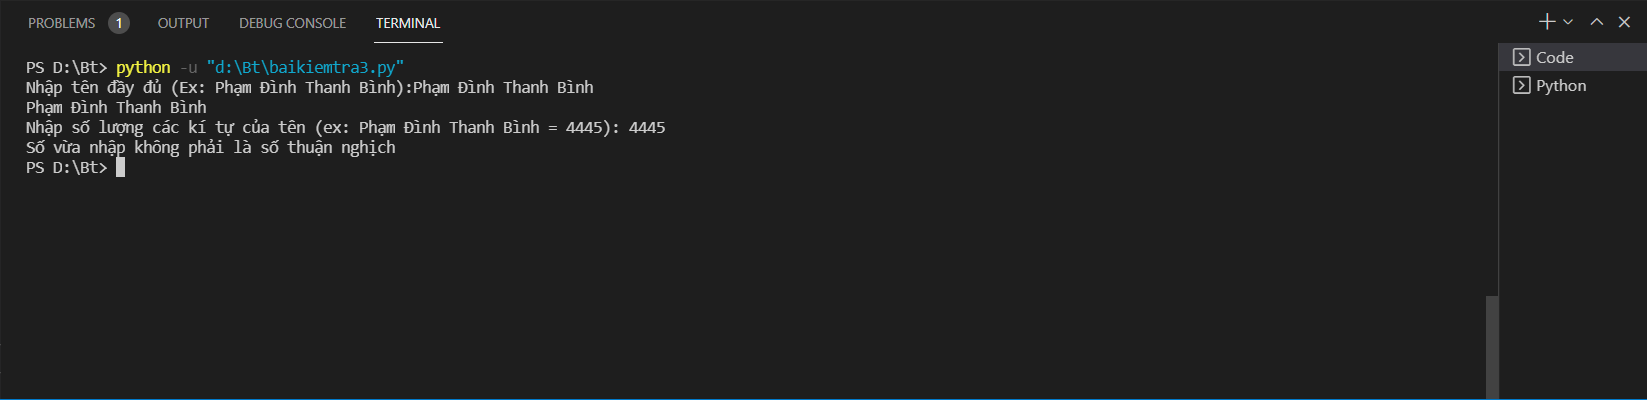 PROBLEMS 1 OUTPUT DEBUG CONSOLE TERMINAL
PS D:\Bt> python -u "d:\Bt\baikiemtra3.py"
Nhập tên đầy đủ (Ex: Phạm Đình Thanh Bình):Phạm Đình Thanh Bình
Phạm Đình Thanh Bình
Nhập số lượng các kí tự của tên (ex: Phạm Đình Thanh Bình = 4445): 4445
Số vừa nhập không phải là số thuận nghịch
PS D:\Bt>
Code
Python